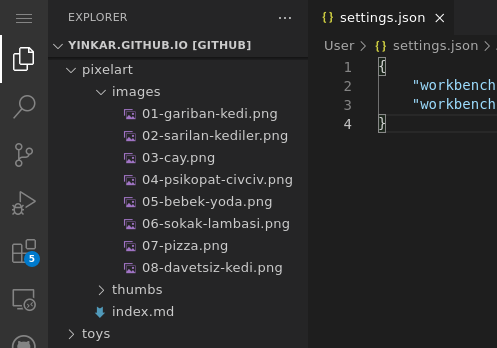 EXPLORER
YINKAR.GITHUB.IO [GITHUB]
pixelart
images
01-gariban-kedi.png
02-sarilan-kediler.png
03-cay.png
04-psikopat-civciv.png
05-bebek-yoda.png
06-sokak-lambasi.png
07-pizza.png
08-davetsiz-kedi.png
thumbs
index.md
toys
5
{} settings.json
User > {} settings.json >
1 {
2 "workbench
3 "workbench
4 }